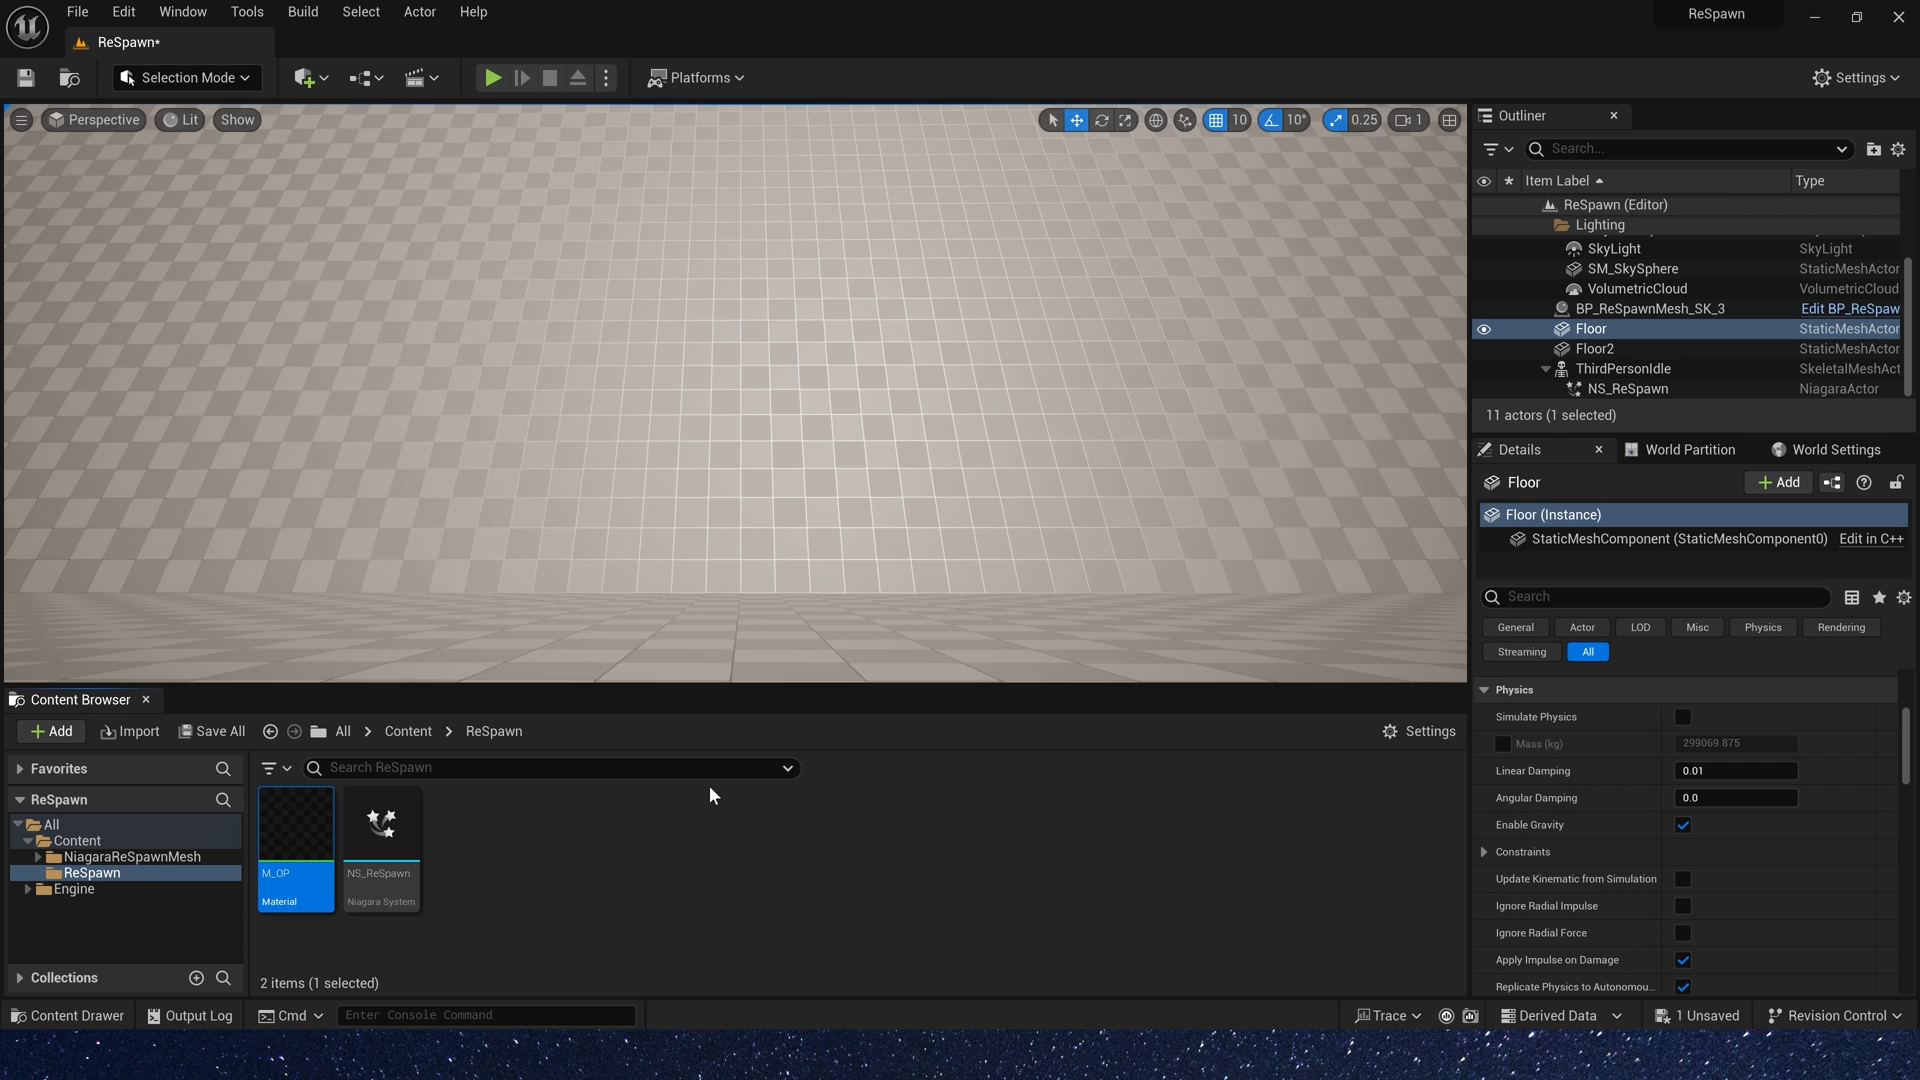 File Edit Window Tools Build Select Actor Help
ReSpawn
ReSpawn*
Selection Mode
Platforms
Settings
Perspective Lit Show
10 10° 0.25 1
Outliner
Search...
Item Label Type
ReSpawn (Editor)
Lighting
SkyLight SkyLight
SM_SkySphere StaticMeshActor
VolumetricCloud VolumetricCloud
BP_ReSpawnMesh_SK_3 Edit BP_ReSpaw
Floor StaticMeshActor
Floor2 StaticMeshActor
ThirdPersonIdle SkeletalMeshAct
NS_ReSpawn NiagaraActor
11 actors (1 selected)
Details World Partition World Settings
Floor Add
Floor (Instance)
StaticMeshComponent (StaticMeshComponent0) Edit in C++
Search
General Actor LOD Misc Physics Rendering
Streaming All
Physics
Simulate Physics
Mass (kg) 299069.875
Linear Damping 0.01
Angular Damping 0.0
Enable Gravity
Constraints
Update Kinematic from Simulation
Ignore Radial Impulse
Ignore Radial Force
Apply Impulse on Damage
Replicate Physics to Autonomou...
Content Browser
Add Import Save All All > Content > ReSpawn Settings
Favorites
Search ReSpawn
ReSpawn
All
Content
NiagaraReSpawnMesh
ReSpawn
Engine
M_OP
Material
NS_ReSpawn
Niagara System
Collections
2 items (1 selected)
Content Drawer Output Log Cmd Enter Console Command Trace Derived Data 1 Unsaved Revision Control